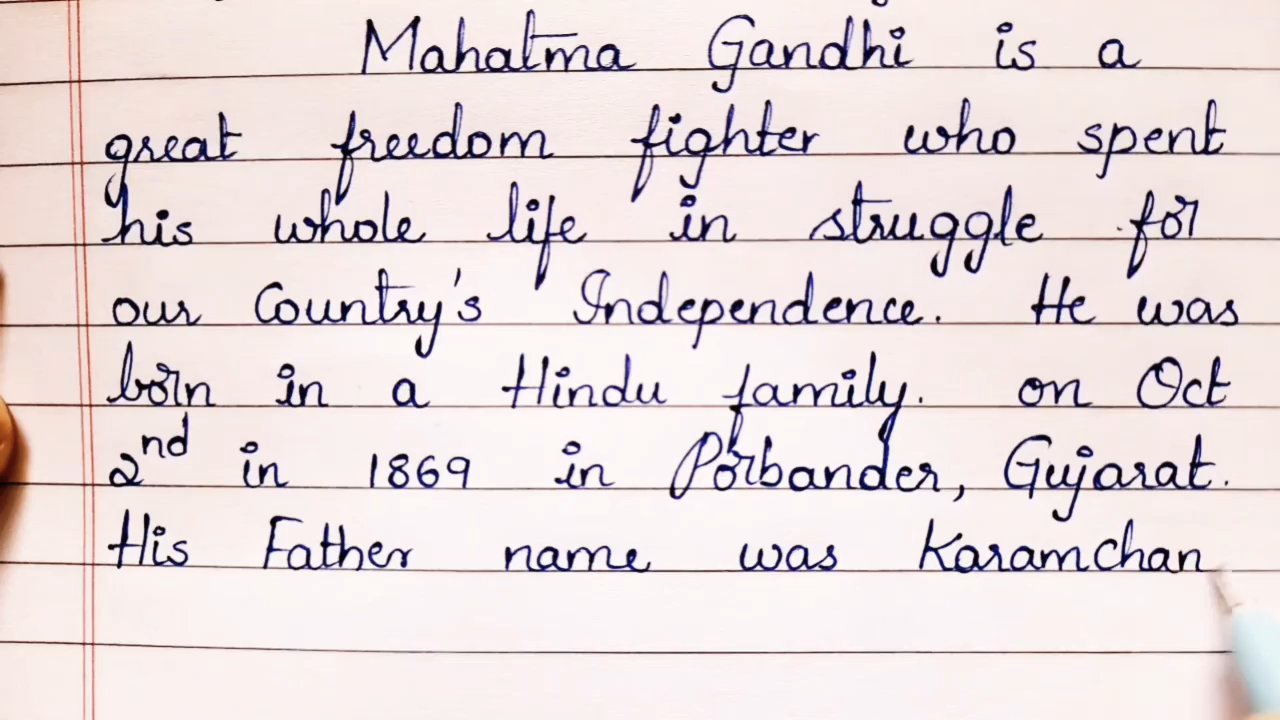 Mahatma Gandhi is a
great freedom fighter who spent
his whole life in struggle for
our Country's Independence. He was
born in a Hindu family. on Oct
2nd in 1869 in Porbander, Gujarat.
His Father name was Karamchan